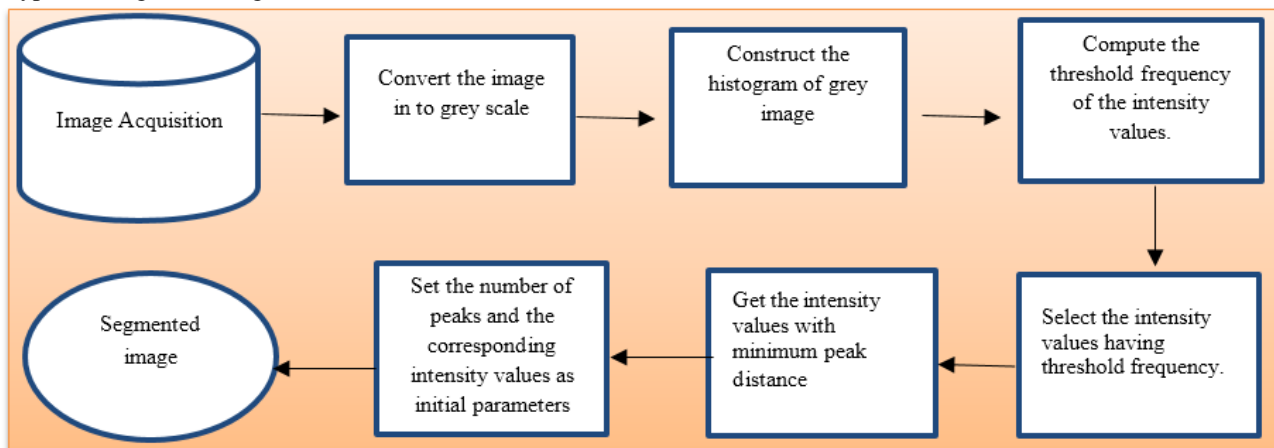 Image Acquisition
Convert the image
in to grey scale
Construct the
histogram of grey
image
Compute the
threshold frequency
of the intensity
values.
Select the intensity
values having
threshold frequency.
Get the intensity
values with
minimum peak
distance
Set the number of
peaks and the
corresponding
intensity values as
initial parameters
Segmented
image